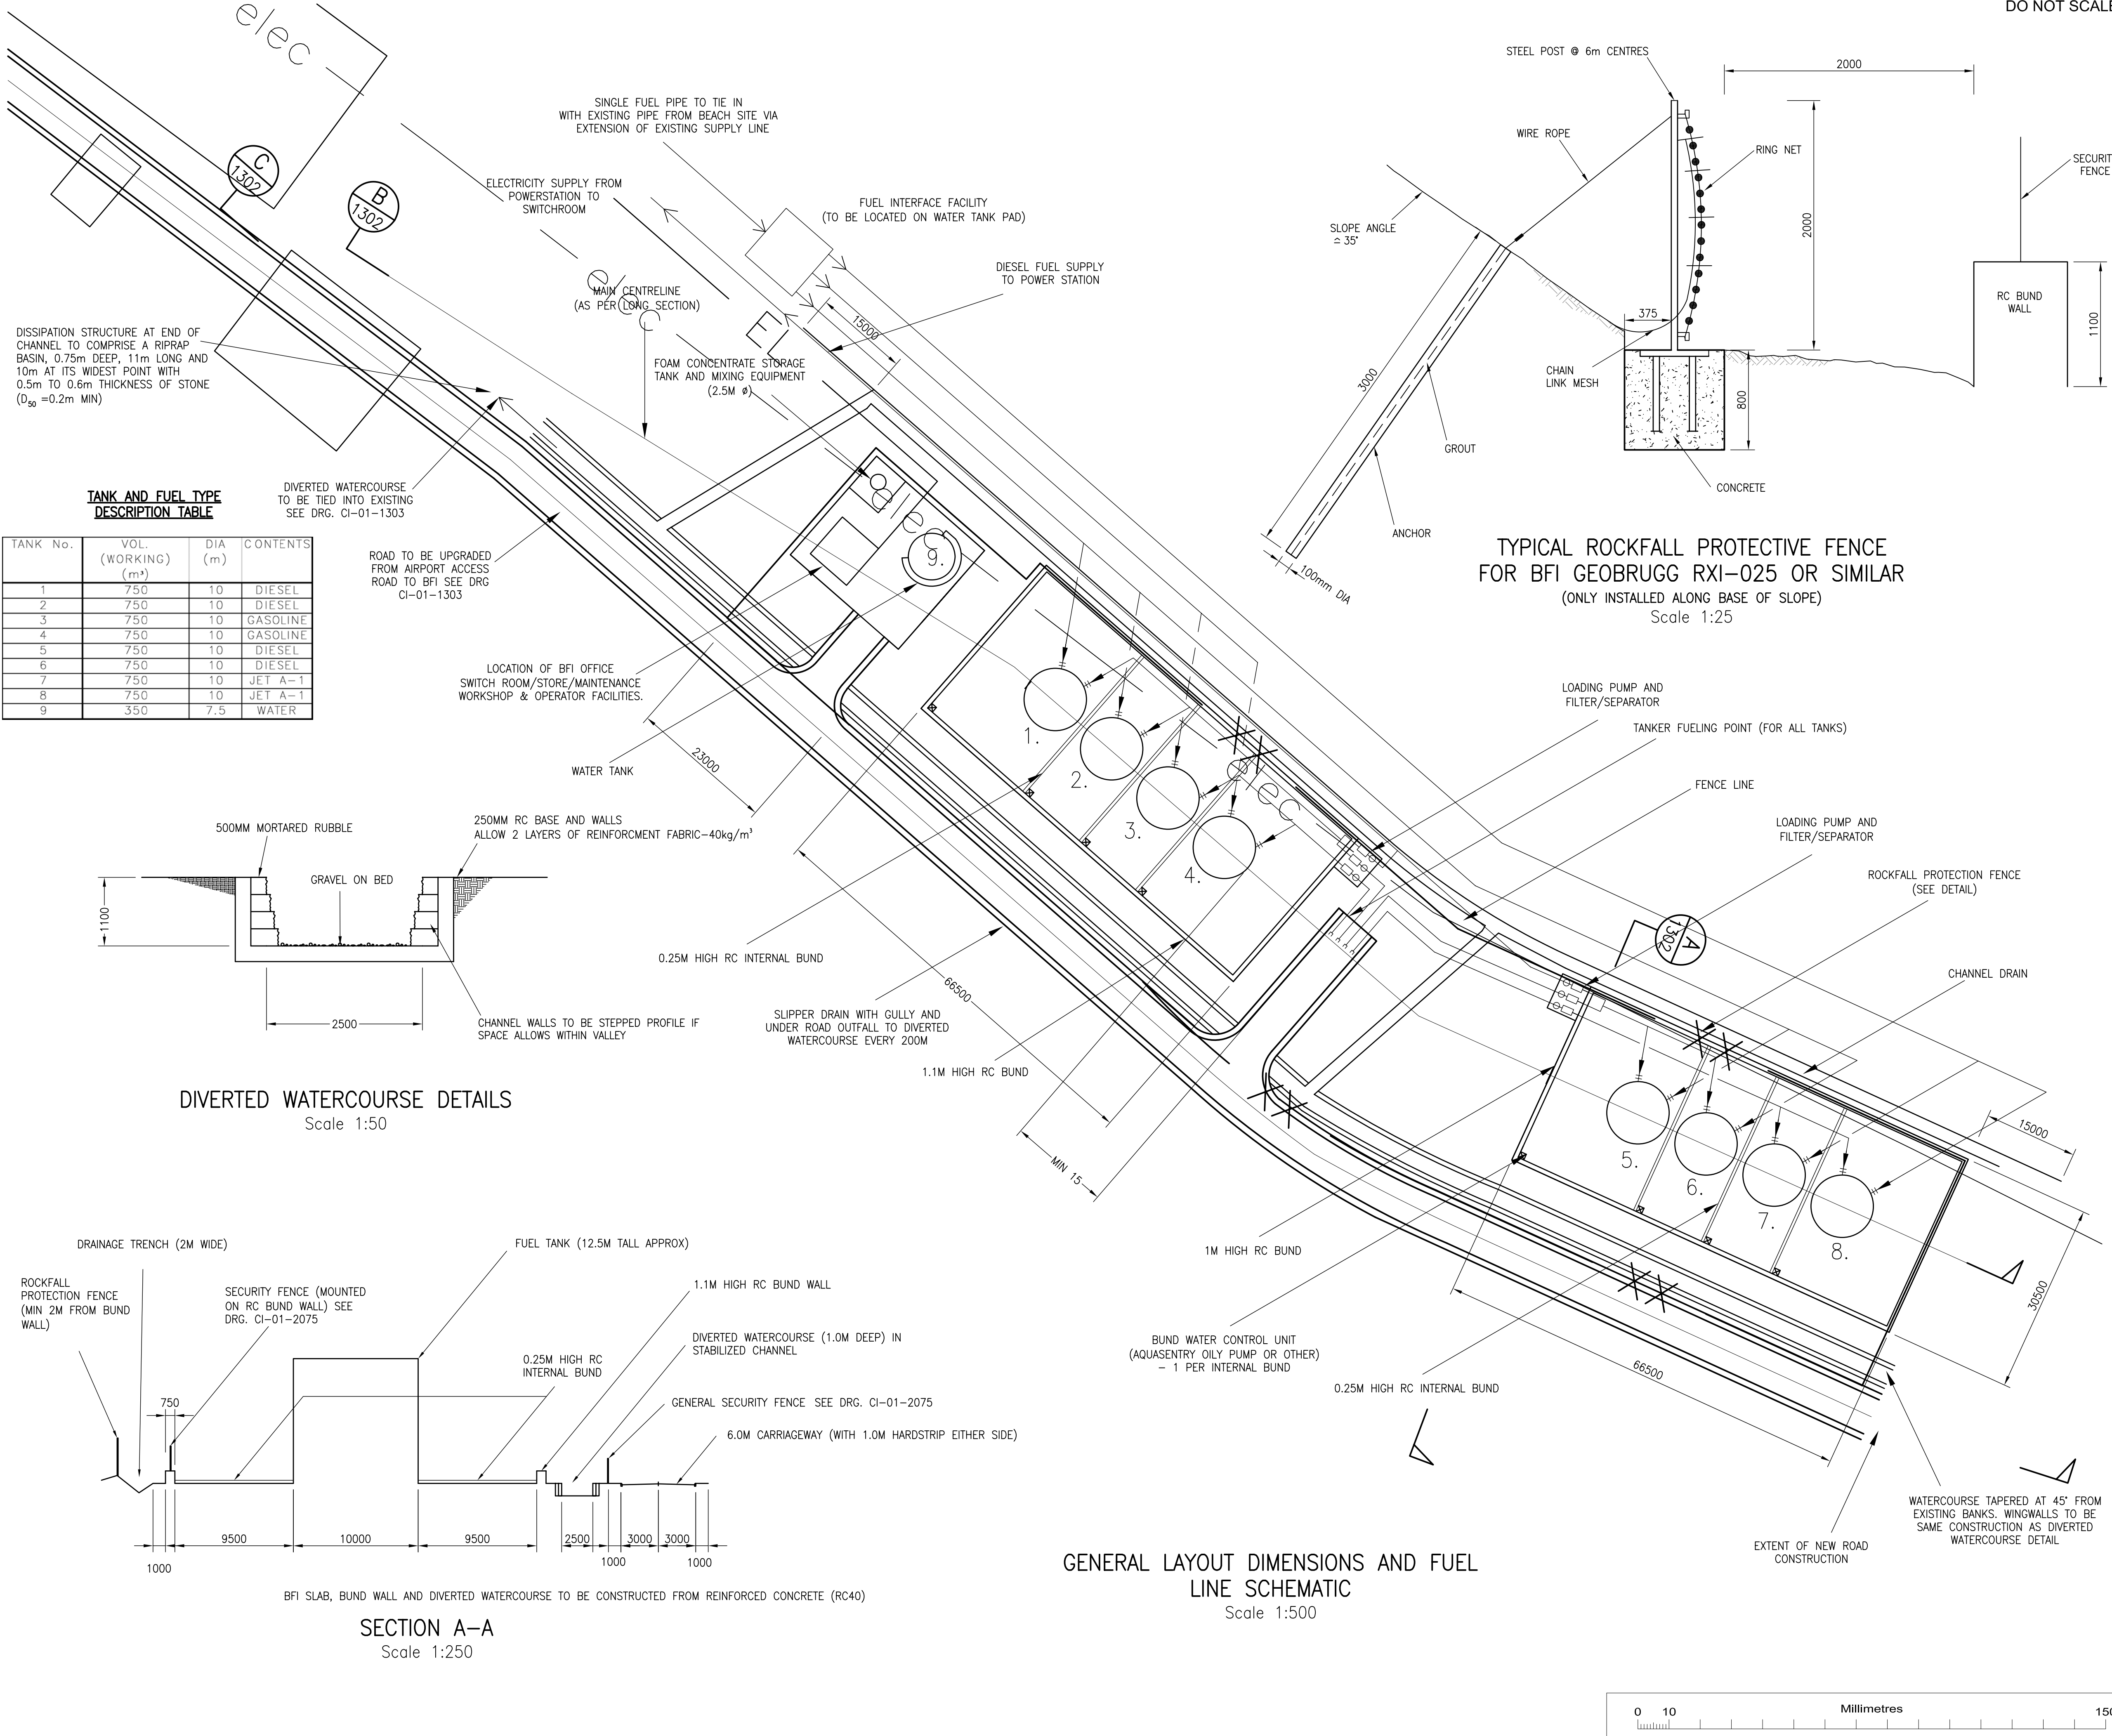 DO NOT SCALE
elec
C
1302
B
1302
SINGLE FUEL PIPE TO TIE IN
WITH EXISTING PIPE FROM BEACH SITE VIA
EXTENSION OF EXISTING SUPPLY LINE
ELECTRICITY SUPPLY FROM
POWERSTATION TO
SWITCHROOM
FUEL INTERFACE FACILITY
(TO BE LOCATED ON WATER TANK PAD)
DIESEL FUEL SUPPLY
TO POWER STATION
elec
MAIN CENTRELINE
(AS PER LONG SECTION)
15000
FOAM CONCENTRATE STORAGE
TANK AND MIXING EQUIPMENT
(2.5M ø)
DISSIPATION STRUCTURE AT END OF
CHANNEL TO COMPRISE A RIPRAP
BASIN, 0.75m DEEP, 11m LONG AND
10m AT ITS WIDEST POINT WITH
0.5m TO 0.6m THICKNESS OF STONE
(D50 =0.2m MIN)
DIVERTED WATERCOURSE
TO BE TIED INTO EXISTING
SEE DRG. CI-01-1303
ROAD TO BE UPGRADED
FROM AIRPORT ACCESS
ROAD TO BFI SEE DRG
CI-01-1303
TANK AND FUEL TYPE
DESCRIPTION TABLE
TANK No. VOL. (WORKING) (m³) DIA (m) CONTENTS
1 750 10 DIESEL
2 750 10 DIESEL
3 750 10 GASOLINE
4 750 10 GASOLINE
5 750 10 DIESEL
6 750 10 DIESEL
7 750 10 JET A-1
8 750 10 JET A-1
9 350 7.5 WATER
STEEL POST @ 6m CENTRES
2000
WIRE ROPE
RING NET
SECURIT
FENCE
SLOPE ANGLE
≏ 35°
2000
RC BUND
WALL
1100
375
CHAIN
LINK MESH
3000
800
GROUT
CONCRETE
ANCHOR
100mm DIA
TYPICAL ROCKFALL PROTECTIVE FENCE
FOR BFI GEOBRUGG RXI-025 OR SIMILAR
(ONLY INSTALLED ALONG BASE OF SLOPE)
Scale 1:25
elec
9.
LOCATION OF BFI OFFICE
SWITCH ROOM/STORE/MAINTENANCE
WORKSHOP & OPERATOR FACILITIES.
WATER TANK
23000
1.
2.
3.
4.
elec
LOADING PUMP AND
FILTER/SEPARATOR
TANKER FUELING POINT (FOR ALL TANKS)
FENCE LINE
LOADING PUMP AND
FILTER/SEPARATOR
ROCKFALL PROTECTION FENCE
(SEE DETAIL)
A
1302
CHANNEL DRAIN
500MM MORTARED RUBBLE
250MM RC BASE AND WALLS
ALLOW 2 LAYERS OF REINFORCMENT FABRIC-40kg/m³
GRAVEL ON BED
1100
2500
CHANNEL WALLS TO BE STEPPED PROFILE IF
SPACE ALLOWS WITHIN VALLEY
DIVERTED WATERCOURSE DETAILS
Scale 1:50
0.25M HIGH RC INTERNAL BUND
66500
SLIPPER DRAIN WITH GULLY AND
UNDER ROAD OUTFALL TO DIVERTED
WATERCOURSE EVERY 200M
1.1M HIGH RC BUND
MIN 15
5.
6.
7.
8.
15000
30500
66500
1M HIGH RC BUND
BUND WATER CONTROL UNIT
(AQUASENTRY OILY PUMP OR OTHER)
- 1 PER INTERNAL BUND
0.25M HIGH RC INTERNAL BUND
WATERCOURSE TAPERED AT 45° FROM
EXISTING BANKS. WINGWALLS TO BE
SAME CONSTRUCTION AS DIVERTED
WATERCOURSE DETAIL
EXTENT OF NEW ROAD
CONSTRUCTION
GENERAL LAYOUT DIMENSIONS AND FUEL
LINE SCHEMATIC
Scale 1:500
DRAINAGE TRENCH (2M WIDE)
ROCKFALL
PROTECTION FENCE
(MIN 2M FROM BUND
WALL)
SECURITY FENCE (MOUNTED
ON RC BUND WALL) SEE
DRG. CI-01-2075
FUEL TANK (12.5M TALL APPROX)
1.1M HIGH RC BUND WALL
DIVERTED WATERCOURSE (1.0M DEEP) IN
STABILIZED CHANNEL
0.25M HIGH RC
INTERNAL BUND
GENERAL SECURITY FENCE SEE DRG. CI-01-2075
6.0M CARRIAGEWAY (WITH 1.0M HARDSTRIP EITHER SIDE)
750
9500
10000
9500
2500
3000
3000
1000
1000
1000
BFI SLAB, BUND WALL AND DIVERTED WATERCOURSE TO BE CONSTRUCTED FROM REINFORCED CONCRETE (RC40)
SECTION A-A
Scale 1:250
0 10 Millimetres 150